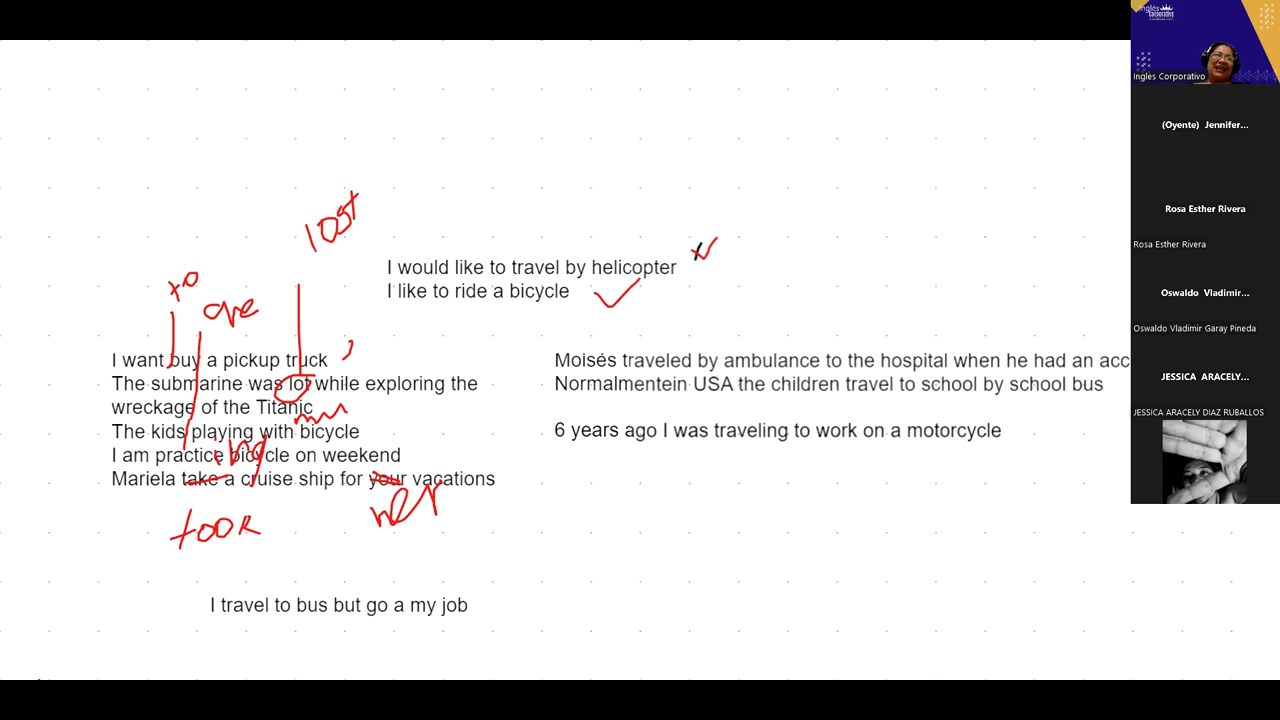 Inglés
Corporativo
Ingles Corporativo
(Oyente) Jennifer...
Rosa Esther Rivera
Rosa Esther Rivera
Oswaldo Vladimir...
Oswaldo Vladimir Garay Pineda
JESSICA ARACELY...
JESSICA ARACELY DIAZ RUBALLOS
lost
I would like to travel by helicopter
I like to ride a bicycle
to
are
I want buy a pickup truck
The submarine was lot while exploring the
wreckage of the Titanic
The kids playing with bicycle
ing
I am practice bicycle on weekend
Mariela take a cruise ship for your vacations
took
her
Moisés traveled by ambulance to the hospital when he had an acc
Normalmentein USA the children travel to school by school bus
6 years ago I was traveling to work on a motorcycle
I travel to bus but go a my job